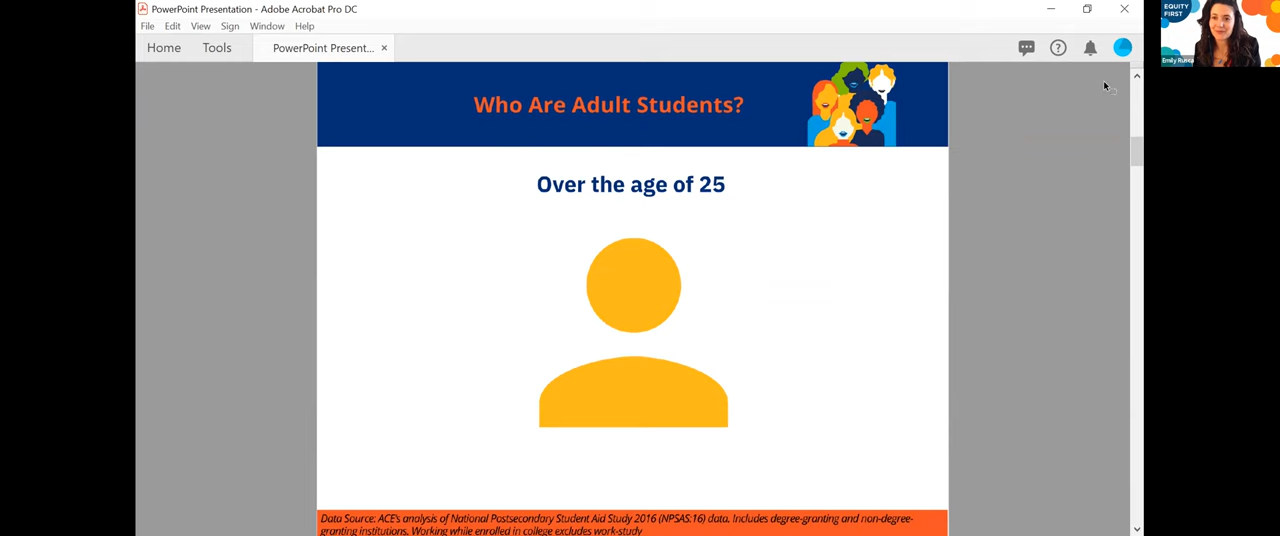 PowerPoint Presentation - Adobe Acrobat Pro DC
File Edit View Sign Window Help
Home Tools PowerPoint Present... ×
EQUITY
FIRST
Emily
Who Are Adult Students?
Over the age of 25
Data Source: ACE's analysis of National Postsecondary Student Aid Study 2016 (NPSAS:16) data. Includes degree-granting and non-degree-
granting institutions. Working while enrolled in college excludes work-study